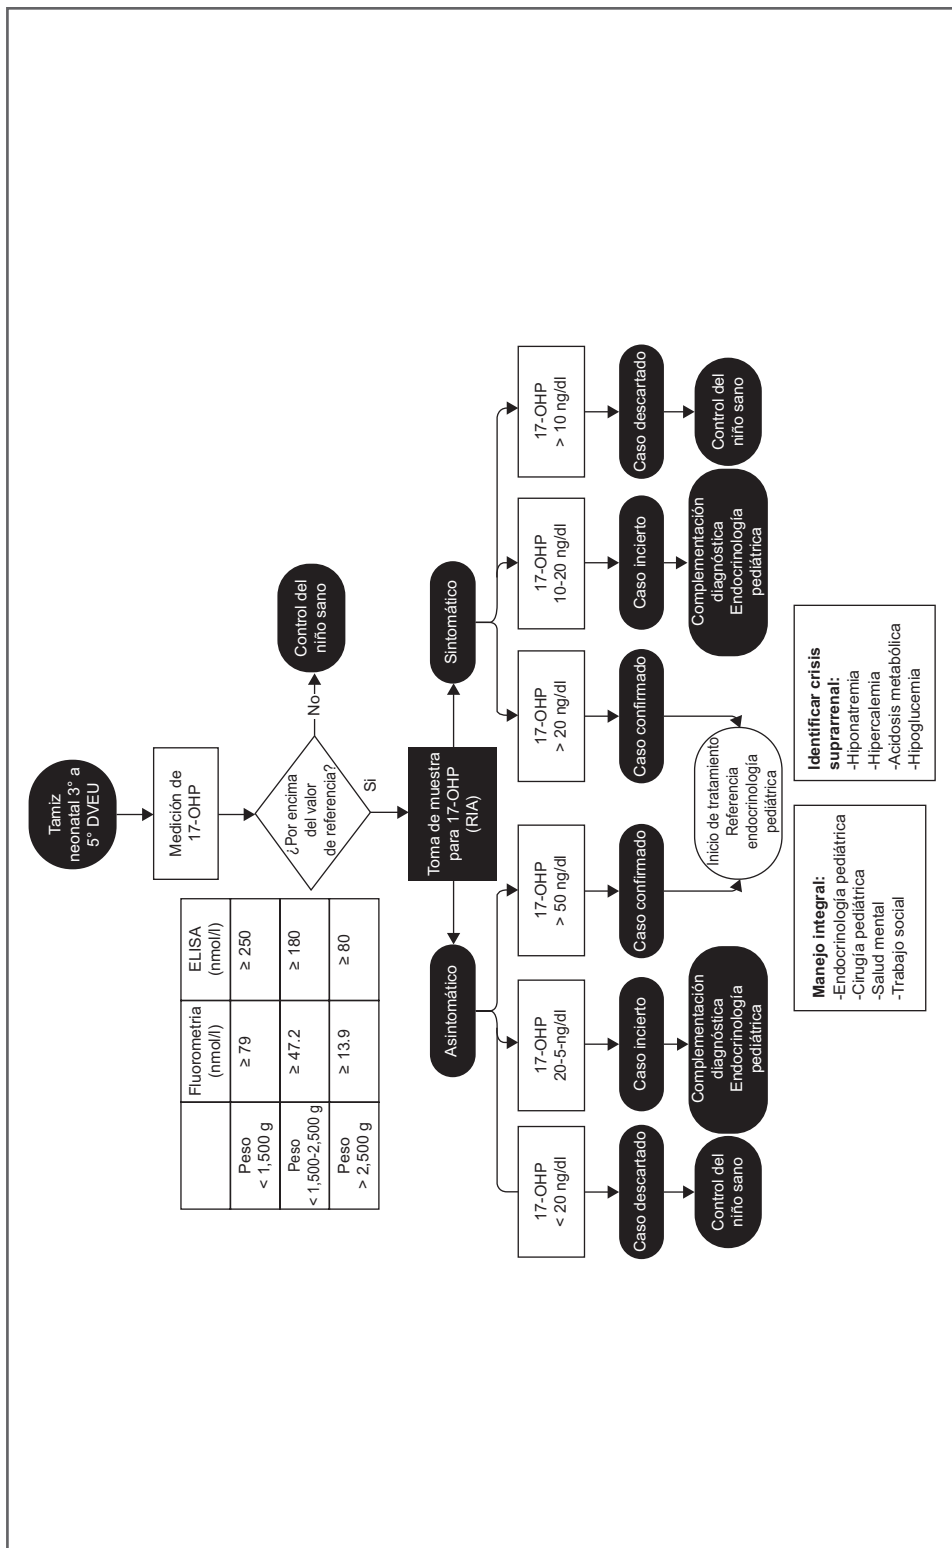 Tamiz
neonatal 3° a
5° DVEU
Medición de
17-OHP
Fluorometria
(nmol/l)
ELISA
(nmol/l)
Peso
< 1,500 g
≥ 79
≥ 250
Peso
< 1,500-2,500 g
≥ 47.2
≥ 180
Peso
> 2,500 g
≥ 13.9
≥ 80
¿Por encima
del valor
de referencia?
No
Control del
niño sano
Si
Toma de muestra
para 17-OHP
(RIA)
Asintomático
Sintomático
17-OHP
< 20 ng/dl
17-OHP
20-5-ng/dl
17-OHP
> 50 ng/dl
17-OHP
> 20 ng/dl
17-OHP
10-20 ng/dl
17-OHP
> 10 ng/dl
Caso descartado
Caso incierto
Caso confirmado
Caso confirmado
Caso incierto
Caso descartado
Control del
niño sano
Complementación
diagnóstica
Endocrinología
pediátrica
Inicio de tratamiento
Referencia
endocrinología
pediátrica
Complementación
diagnóstica
Endocrinología
pediátrica
Control del
niño sano
Manejo integral:
-Endocrinología pediátrica
-Cirugía pediátrica
-Salud mental
-Trabajo social
Identificar crisis
suprarrenal:
-Hiponatremia
-Hipercalemia
-Acidosis metabólica
-Hipoglucemia